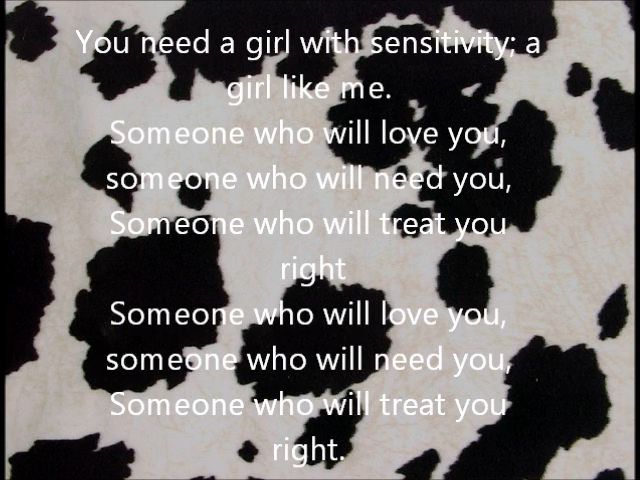 You need a girl with sensitivity; a
girl like me.
Someone who will love you,
someone who will need you,
Someone who will treat you
right
Someone who will love you,
someone who will need you,
Someone who will treat you
right.